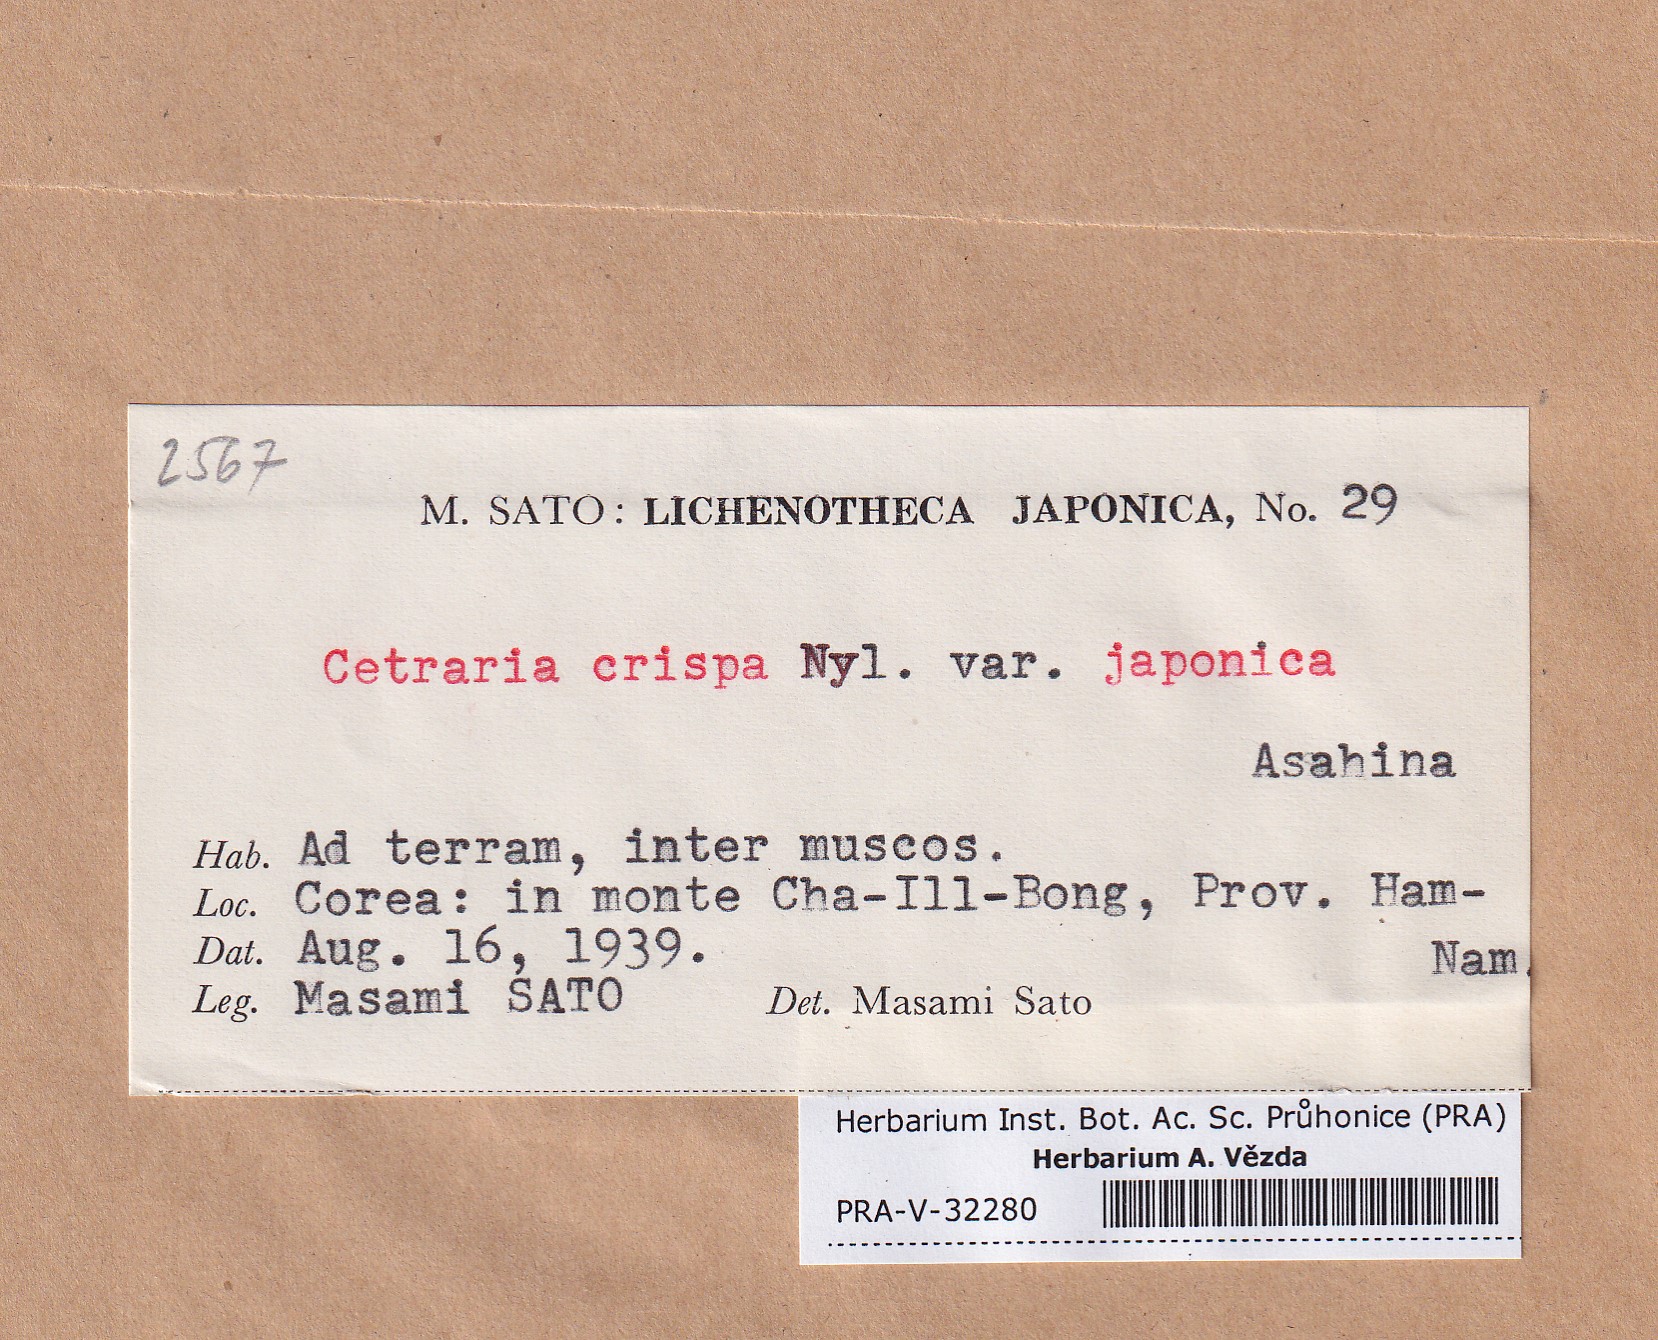 2567
M. SATO: LICHENOTHECA JAPONICA, No. 29
Cetraria crispa Nyl. var. japonica
Asahina
Hab. Ad terram, inter muscos.
Loc. Corea: in monte Cha-Ill-Bong, Prov. Ham-
Nam.
Dat. Aug. 16, 1939.
Leg. Masami SATO Det. Masami Sato
Herbarium Inst. Bot. Ac. Sc. Průhonice (PRA)
Herbarium A. Vězda
PRA-V-32280